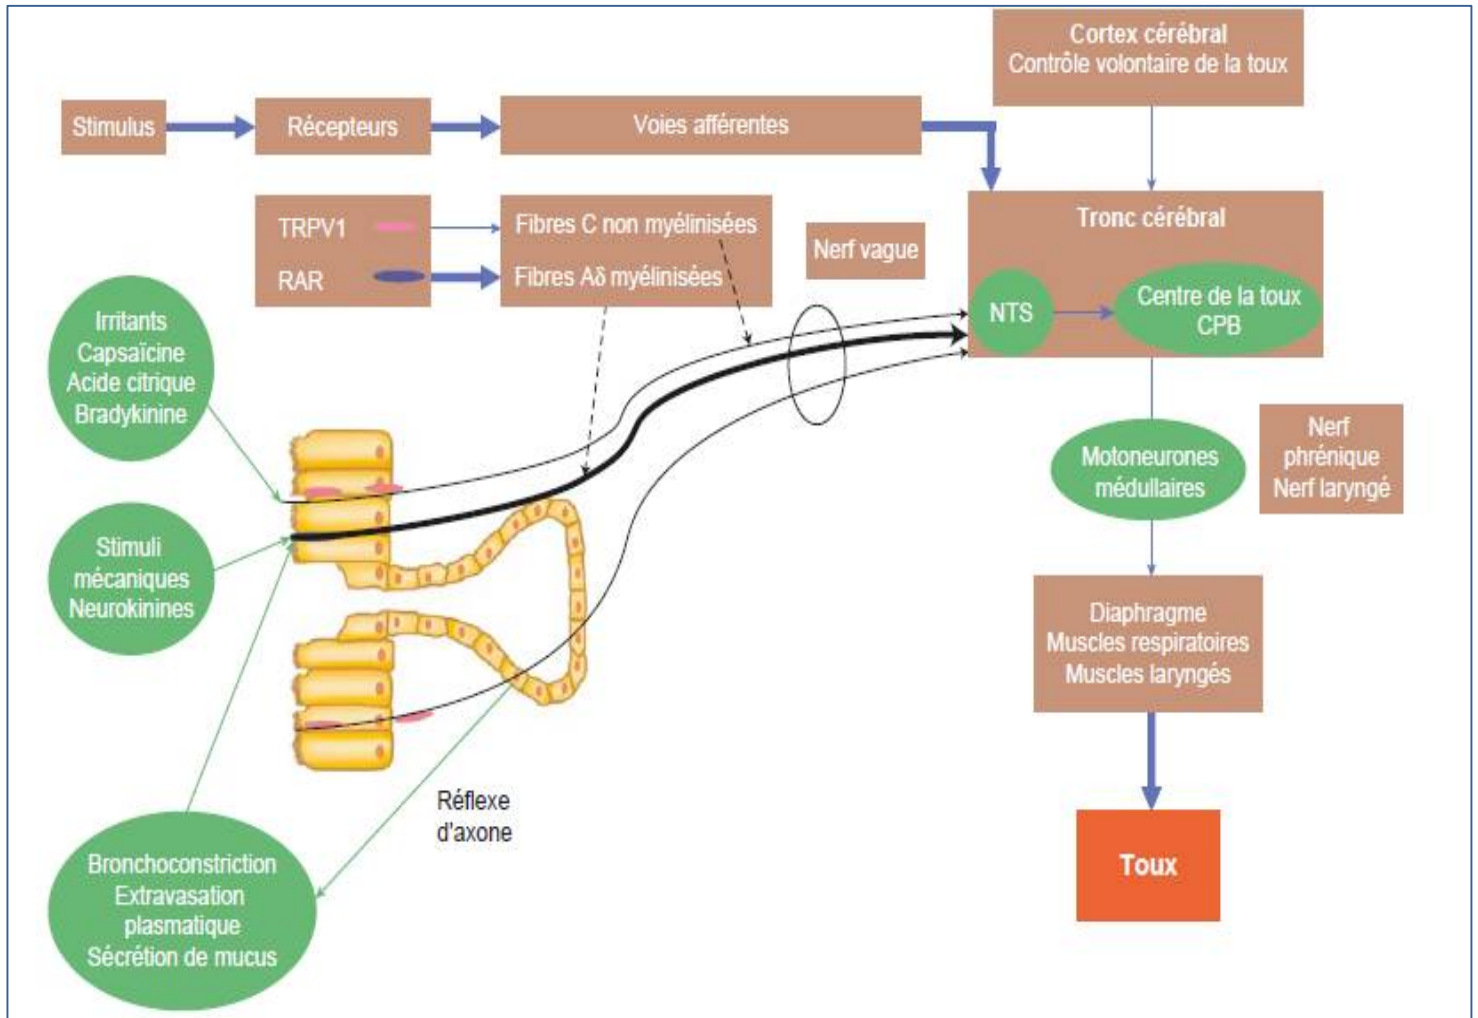 Cortex cérébral
Contrôle volontaire de la toux
Stimulus
Récepteurs
Voies afférentes
TRPV1
RAR
Fibres C non myélinisées
Fibres Aδ myélinisées
Nerf vague
Tronc cérébral
NTS
Centre de la toux
CPB
Irritants
Capsaïcine
Acide citrique
Bradykinine
Stimuli
mécaniques
Neurokinines
Motoneurones
médullaires
Nerf
phrénique
Nerf laryngé
Diaphragme
Muscles respiratoires
Muscles laryngés
Réflexe
d'axone
Bronchoconstriction
Extravasation
plasmatique
Sécrétion de mucus
Toux